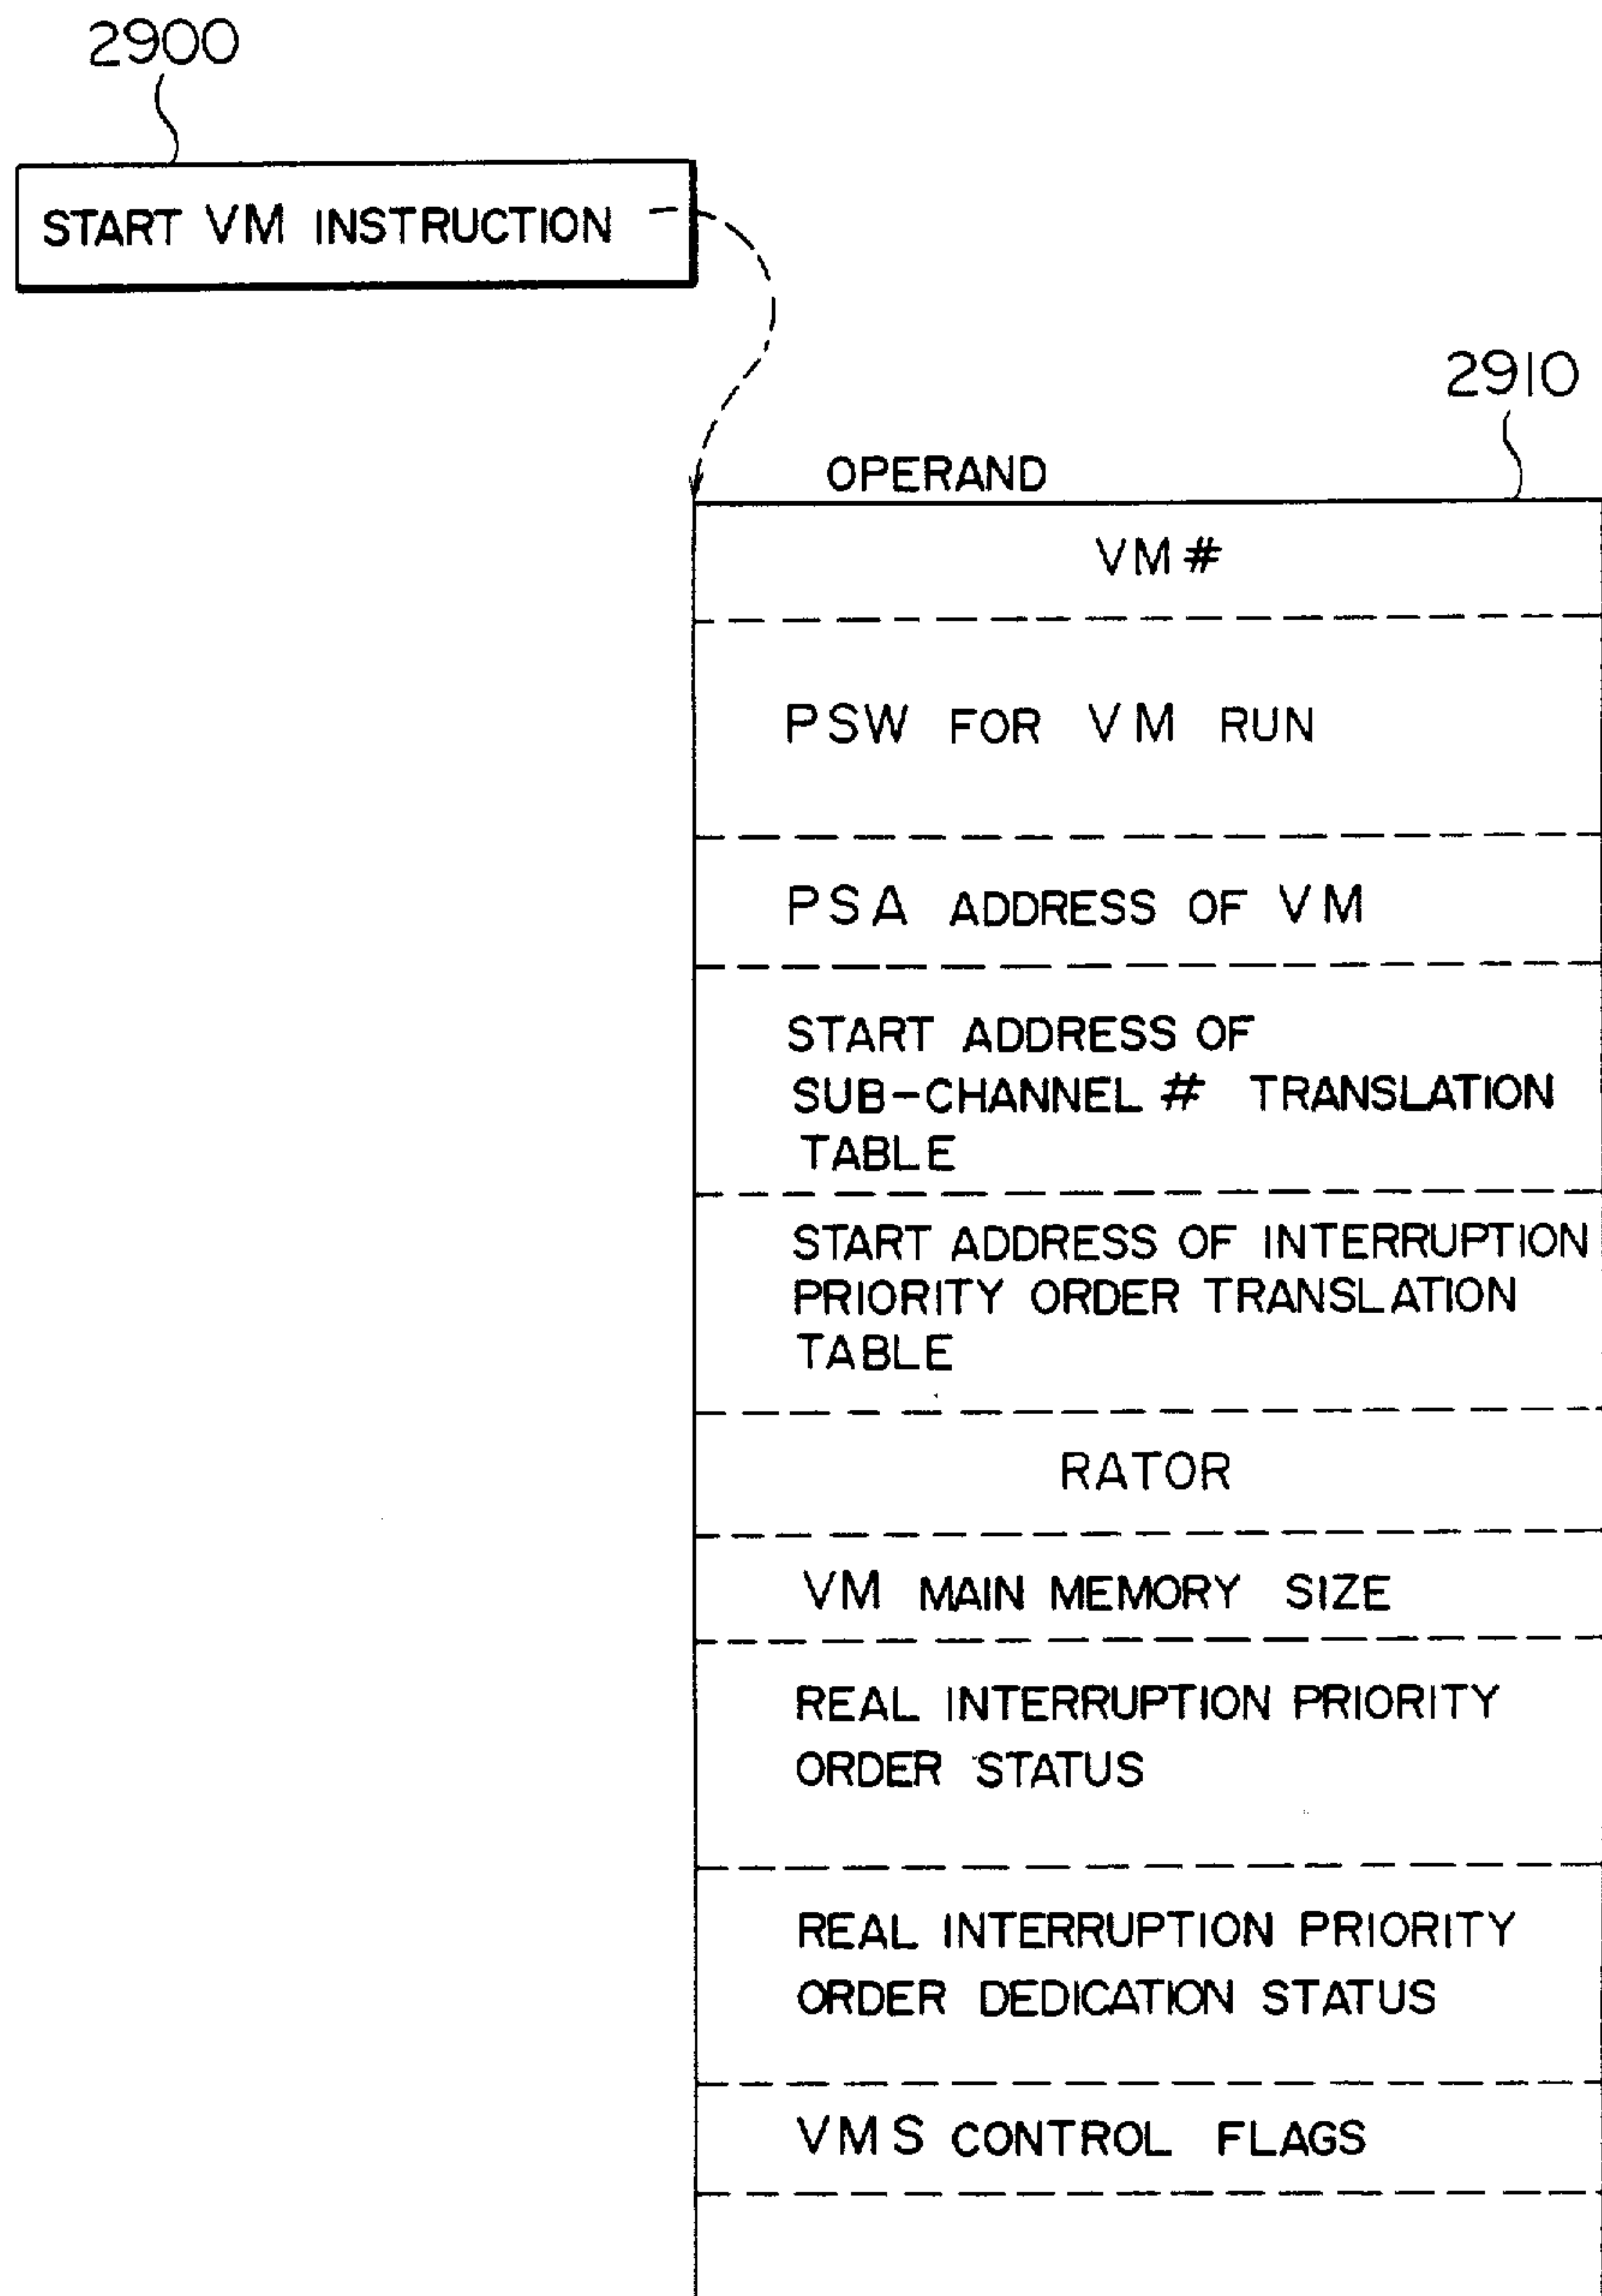 2900
START VM INSTRUCTION
2910
OPERAND
VM#
PSW FOR VM RUN
PSA ADDRESS OF VM
START ADDRESS OF
SUB-CHANNEL # TRANSLATION
TABLE
START ADDRESS OF INTERRUPTION
PRIORITY ORDER TRANSLATION
TABLE
RATOR
VM MAIN MEMORY SIZE
REAL INTERRUPTION PRIORITY
ORDER STATUS
REAL INTERRUPTION PRIORITY
ORDER DEDICATION STATUS
VMS CONTROL FLAGS